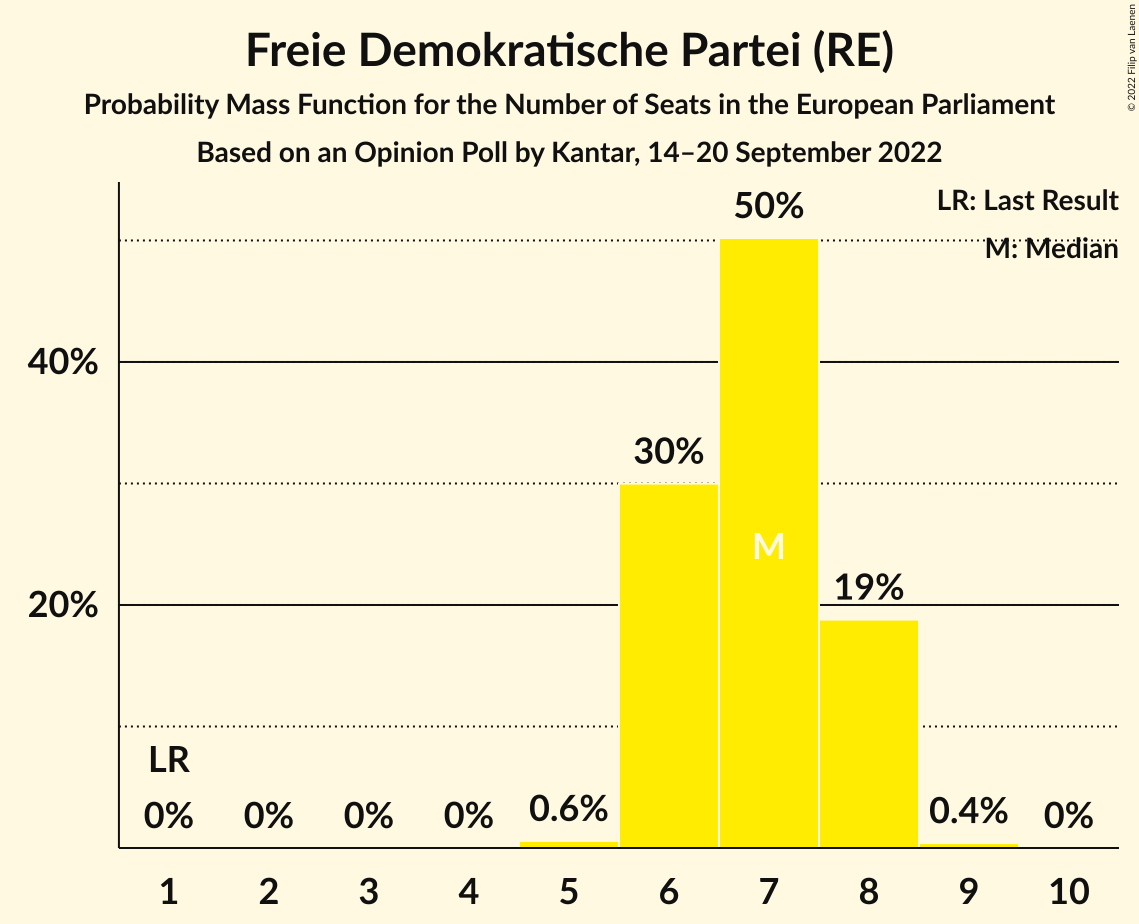 Freie Demokratische Partei (RE)
Probability Mass Function for the Number of Seats in the European Parliament
Based on an Opinion Poll by Kantar, 14–20 September 2022
© 2022 Filip van Laenen
LR: Last Result
M: Median
50%
40%
30%
M
19%
20%
LR
0%
0%
0%
0%
0.6%
0.4%
0%
1 2 3 4 5 6 7 8 9 10